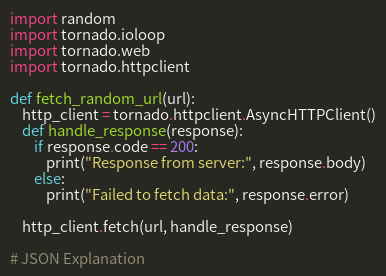 import random
import tornado.ioloop
import tornado.web
import tornado.httpclient

def fetch_random_url(url):
    http_client = tornado.httpclient.AsyncHTTPClient()
    def handle_response(response):
        if response.code == 200:
            print("Response from server:", response.body)
        else:
            print("Failed to fetch data:", response.error)

    http_client.fetch(url, handle_response)

# JSON Explanation